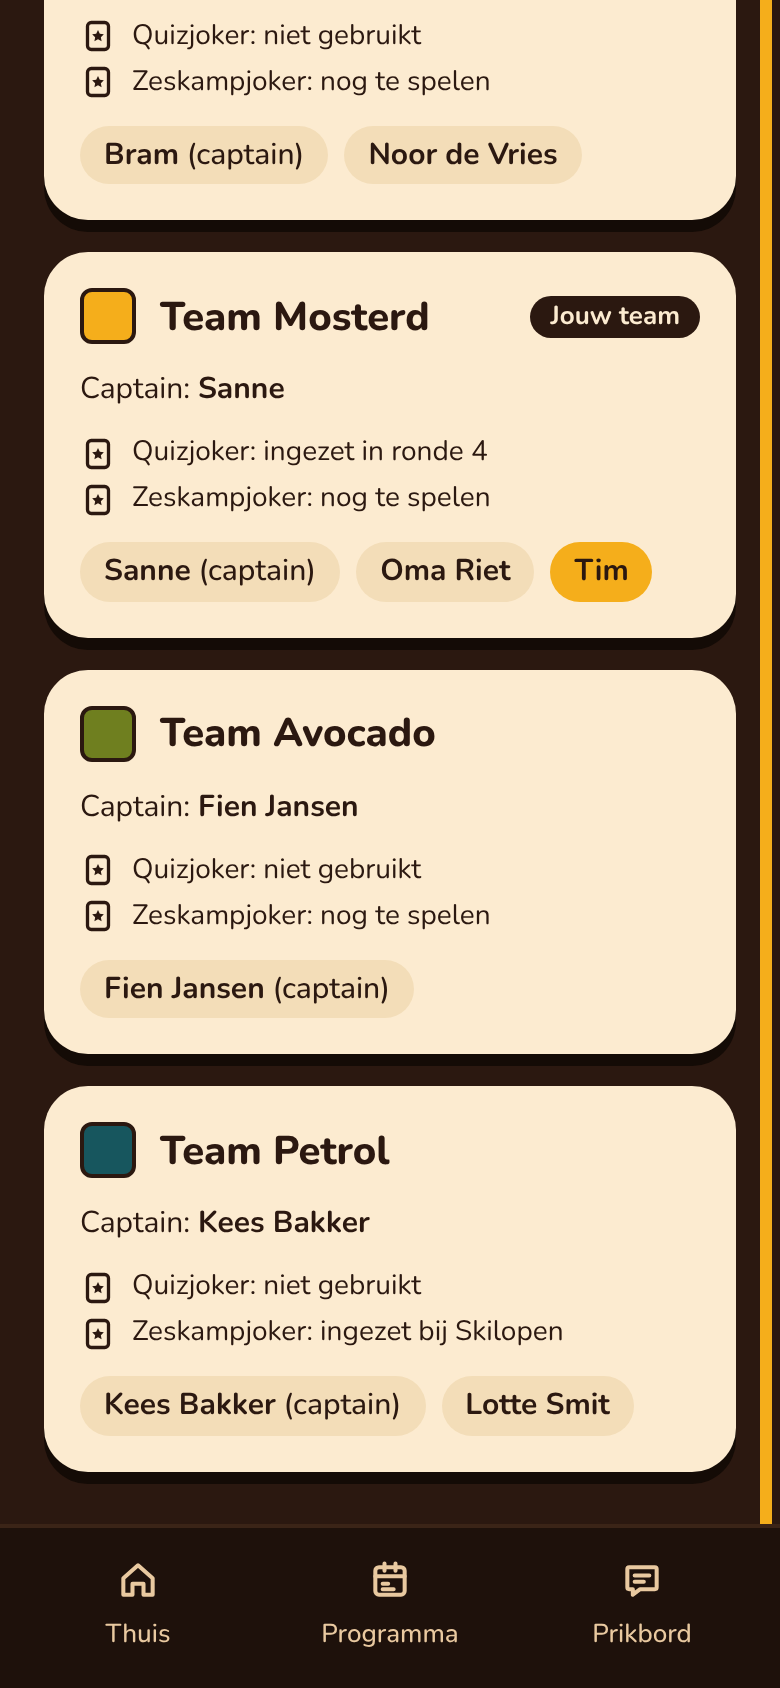 Quizjoker: niet gebruikt
Zeskampjoker: nog te spelen
Bram (captain) Noor de Vries
Team Mosterd Jouw team
Captain: Sanne
Quizjoker: ingezet in ronde 4
Zeskampjoker: nog te spelen
Sanne (captain) Oma Riet Tim
Team Avocado
Captain: Fien Jansen
Quizjoker: niet gebruikt
Zeskampjoker: nog te spelen
Fien Jansen (captain)
Team Petrol
Captain: Kees Bakker
Quizjoker: niet gebruikt
Zeskampjoker: ingezet bij Skilopen
Kees Bakker (captain) Lotte Smit
Thuis Programma Prikbord